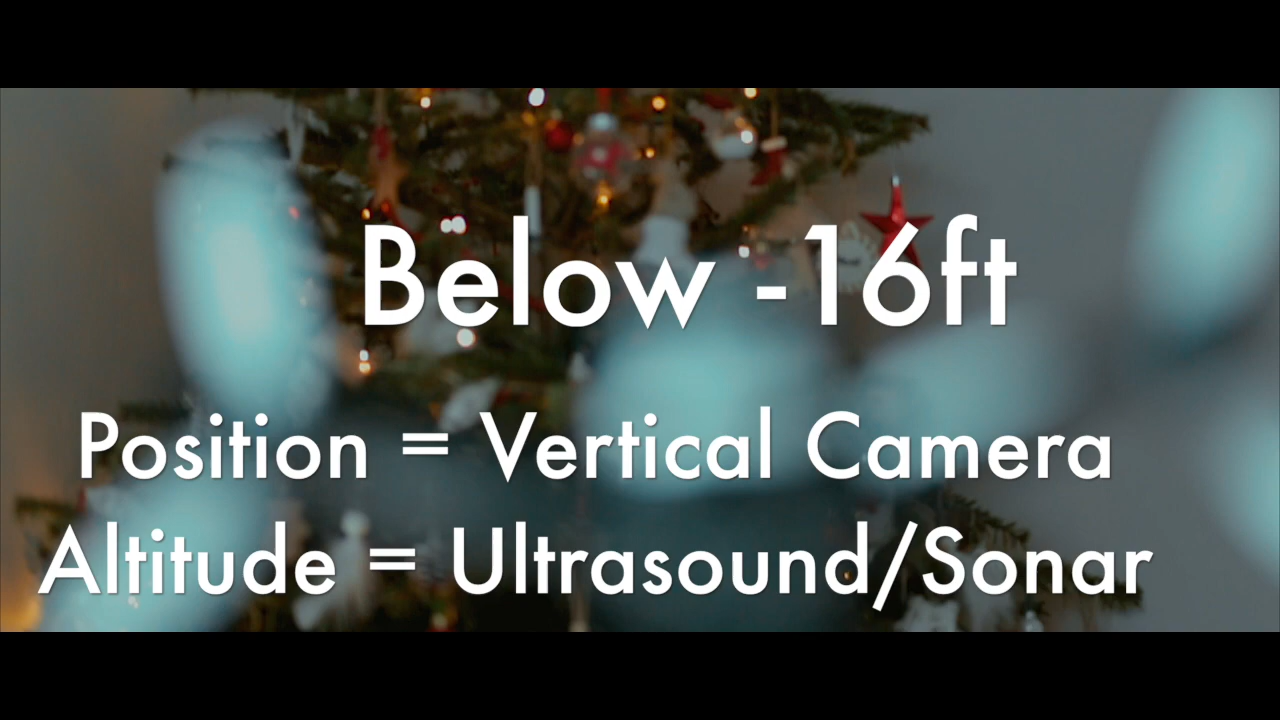 Below -16ft
Position = Vertical Camera
Altitude = Ultrasound/Sonar